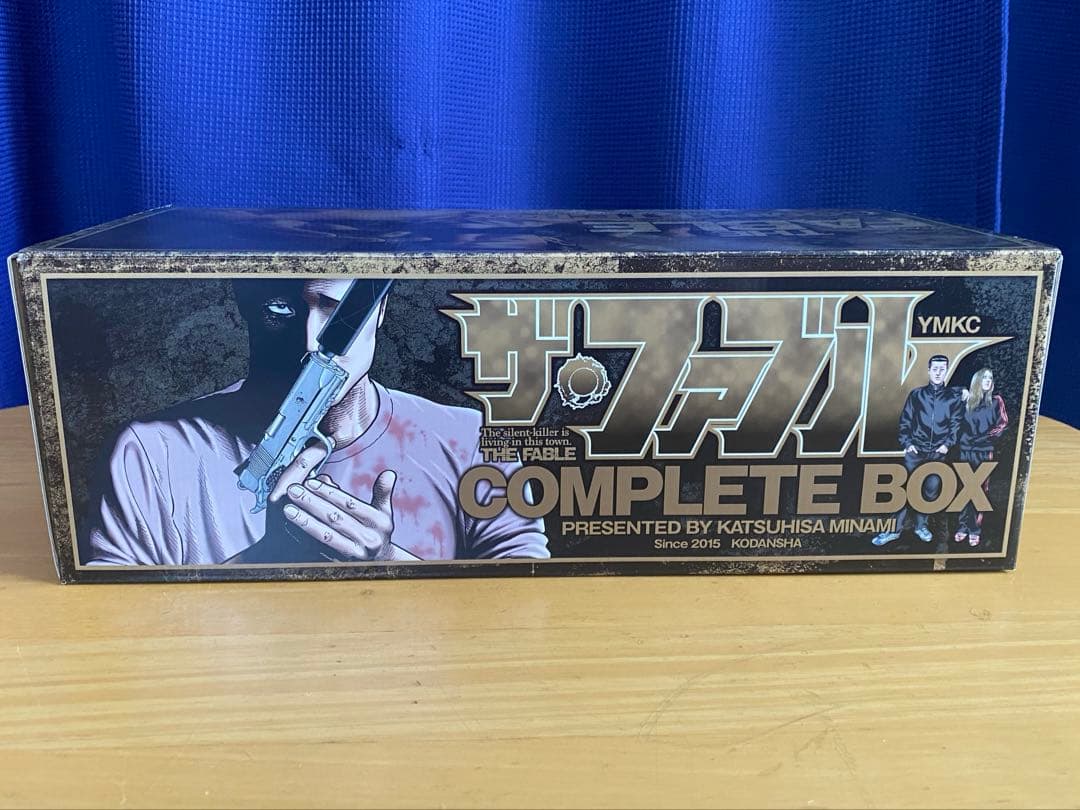 ザ・ファブル
YMKC
The silent-killer is
living in this town.
THE FABLE
COMPLETE BOX
PRESENTED BY KATSUHISA MINAMI
Since 2015 KODANSHA